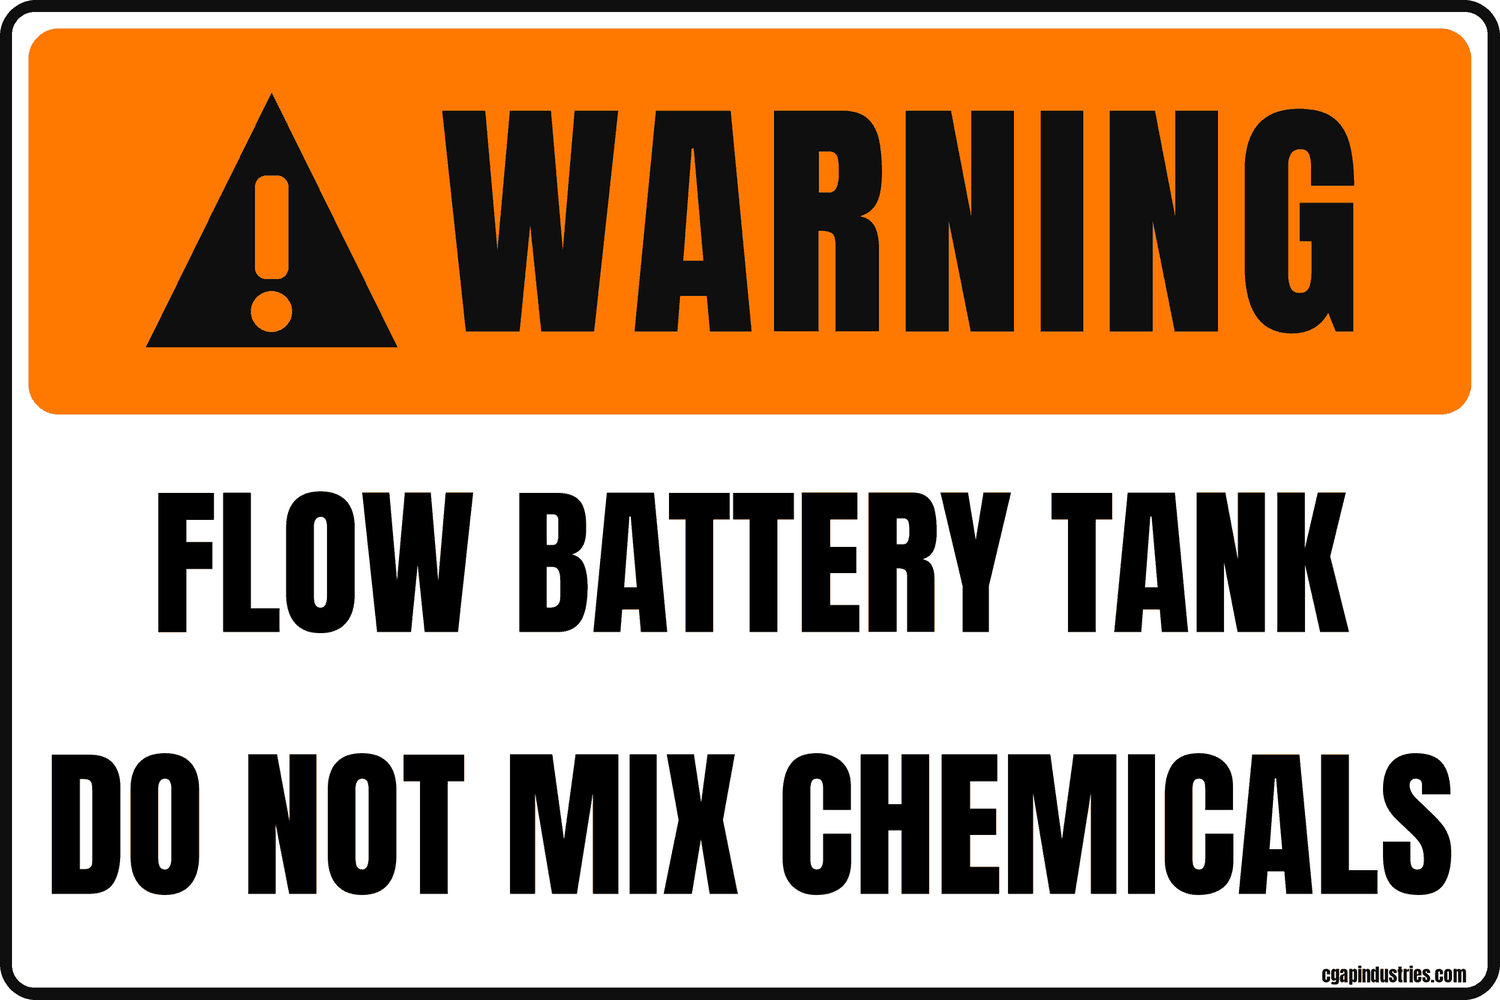 WARNING
FLOW BATTERY TANK
DO NOT MIX CHEMICALS
cgapindustries.com